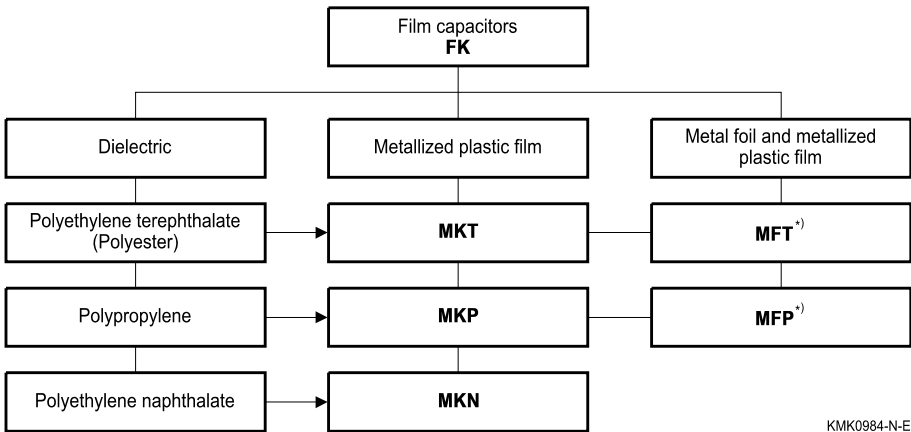 Film capacitors
FK
Dielectric
Metallized plastic film
Metal foil and metallized
plastic film
Polyethylene terephthalate
(Polyester)
MKT
MFT*)
Polypropylene
MKP
MFP*)
Polyethylene naphthalate
MKN
KMK0984-N-E